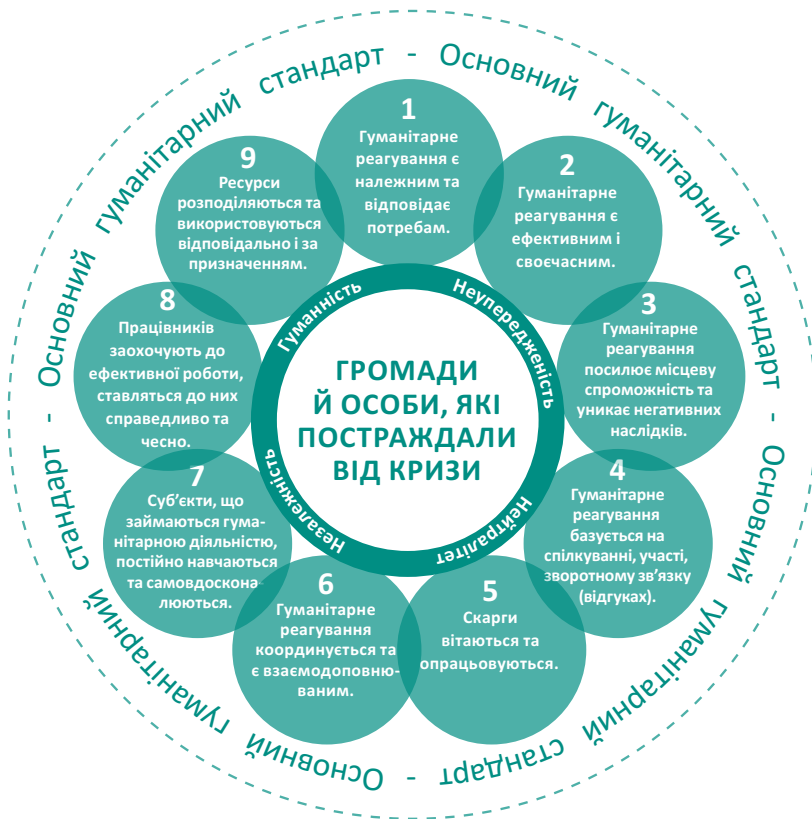 Основний гуманітарний стандарт - Основний гуманітарний стандарт - Основний гуманітарний стандарт - Основний гуманітарний стандарт -
1
Гуманітарне
реагування є
належним та
відповідає
потребам.
2
Гуманітарне
реагування є
ефективним і
своєчасним.
3
Гуманітарне
реагування
посилює місцеву
спроможність та
уникає негативних
наслідків.
4
Гуманітарне
реагування
базується на
спілкуванні, участі,
зворотному зв’язку
(відгуках).
5
Скарги
вітаються та
опрацьовуються.
6
Гуманітарне
реагування
координується та
є взаємодоповню-
ваним.
7
Суб’єкти, що
займаються гума-
нітарною діяльністю,
постійно навчаються
та самовдоскона-
люються.
8
Працівників
заохочують до
ефективної роботи,
ставляться до них
справедливо та
чесно.
9
Ресурси
розподіляються та
використовуються
відповідально і за
призначенням.
Гуманність
Неупередженість
Нейтралітет
Незалежність
ГРОМАДИ
Й ОСОБИ, ЯКІ
ПОСТРАЖДАЛИ
ВІД КРИЗИ